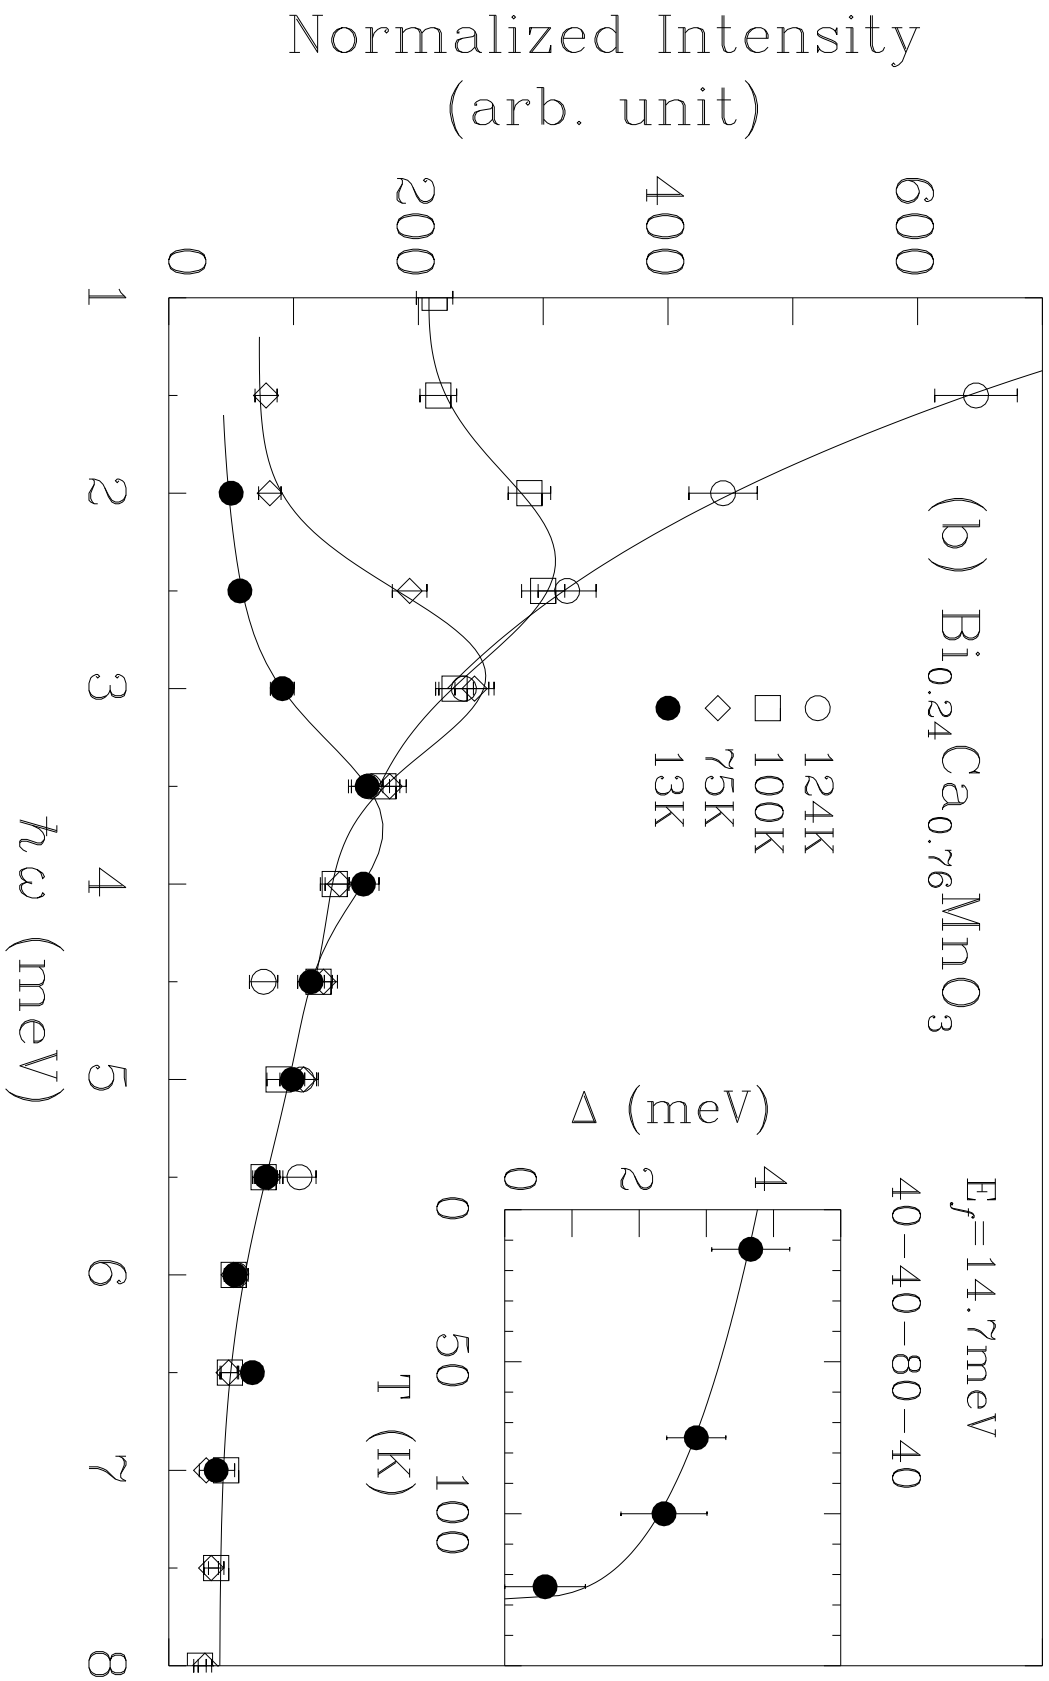 Normalized Intensity
(arb. unit)
600
400
200
0
1
2
3
4
5
6
7
8
ħω (meV)
(b) Bi0.24Ca0.76MnO3
Ef=14.7meV
40-40-80-40
124K
100K
75K
13K
Δ (meV)
4
2
0
0
50
100
T (K)